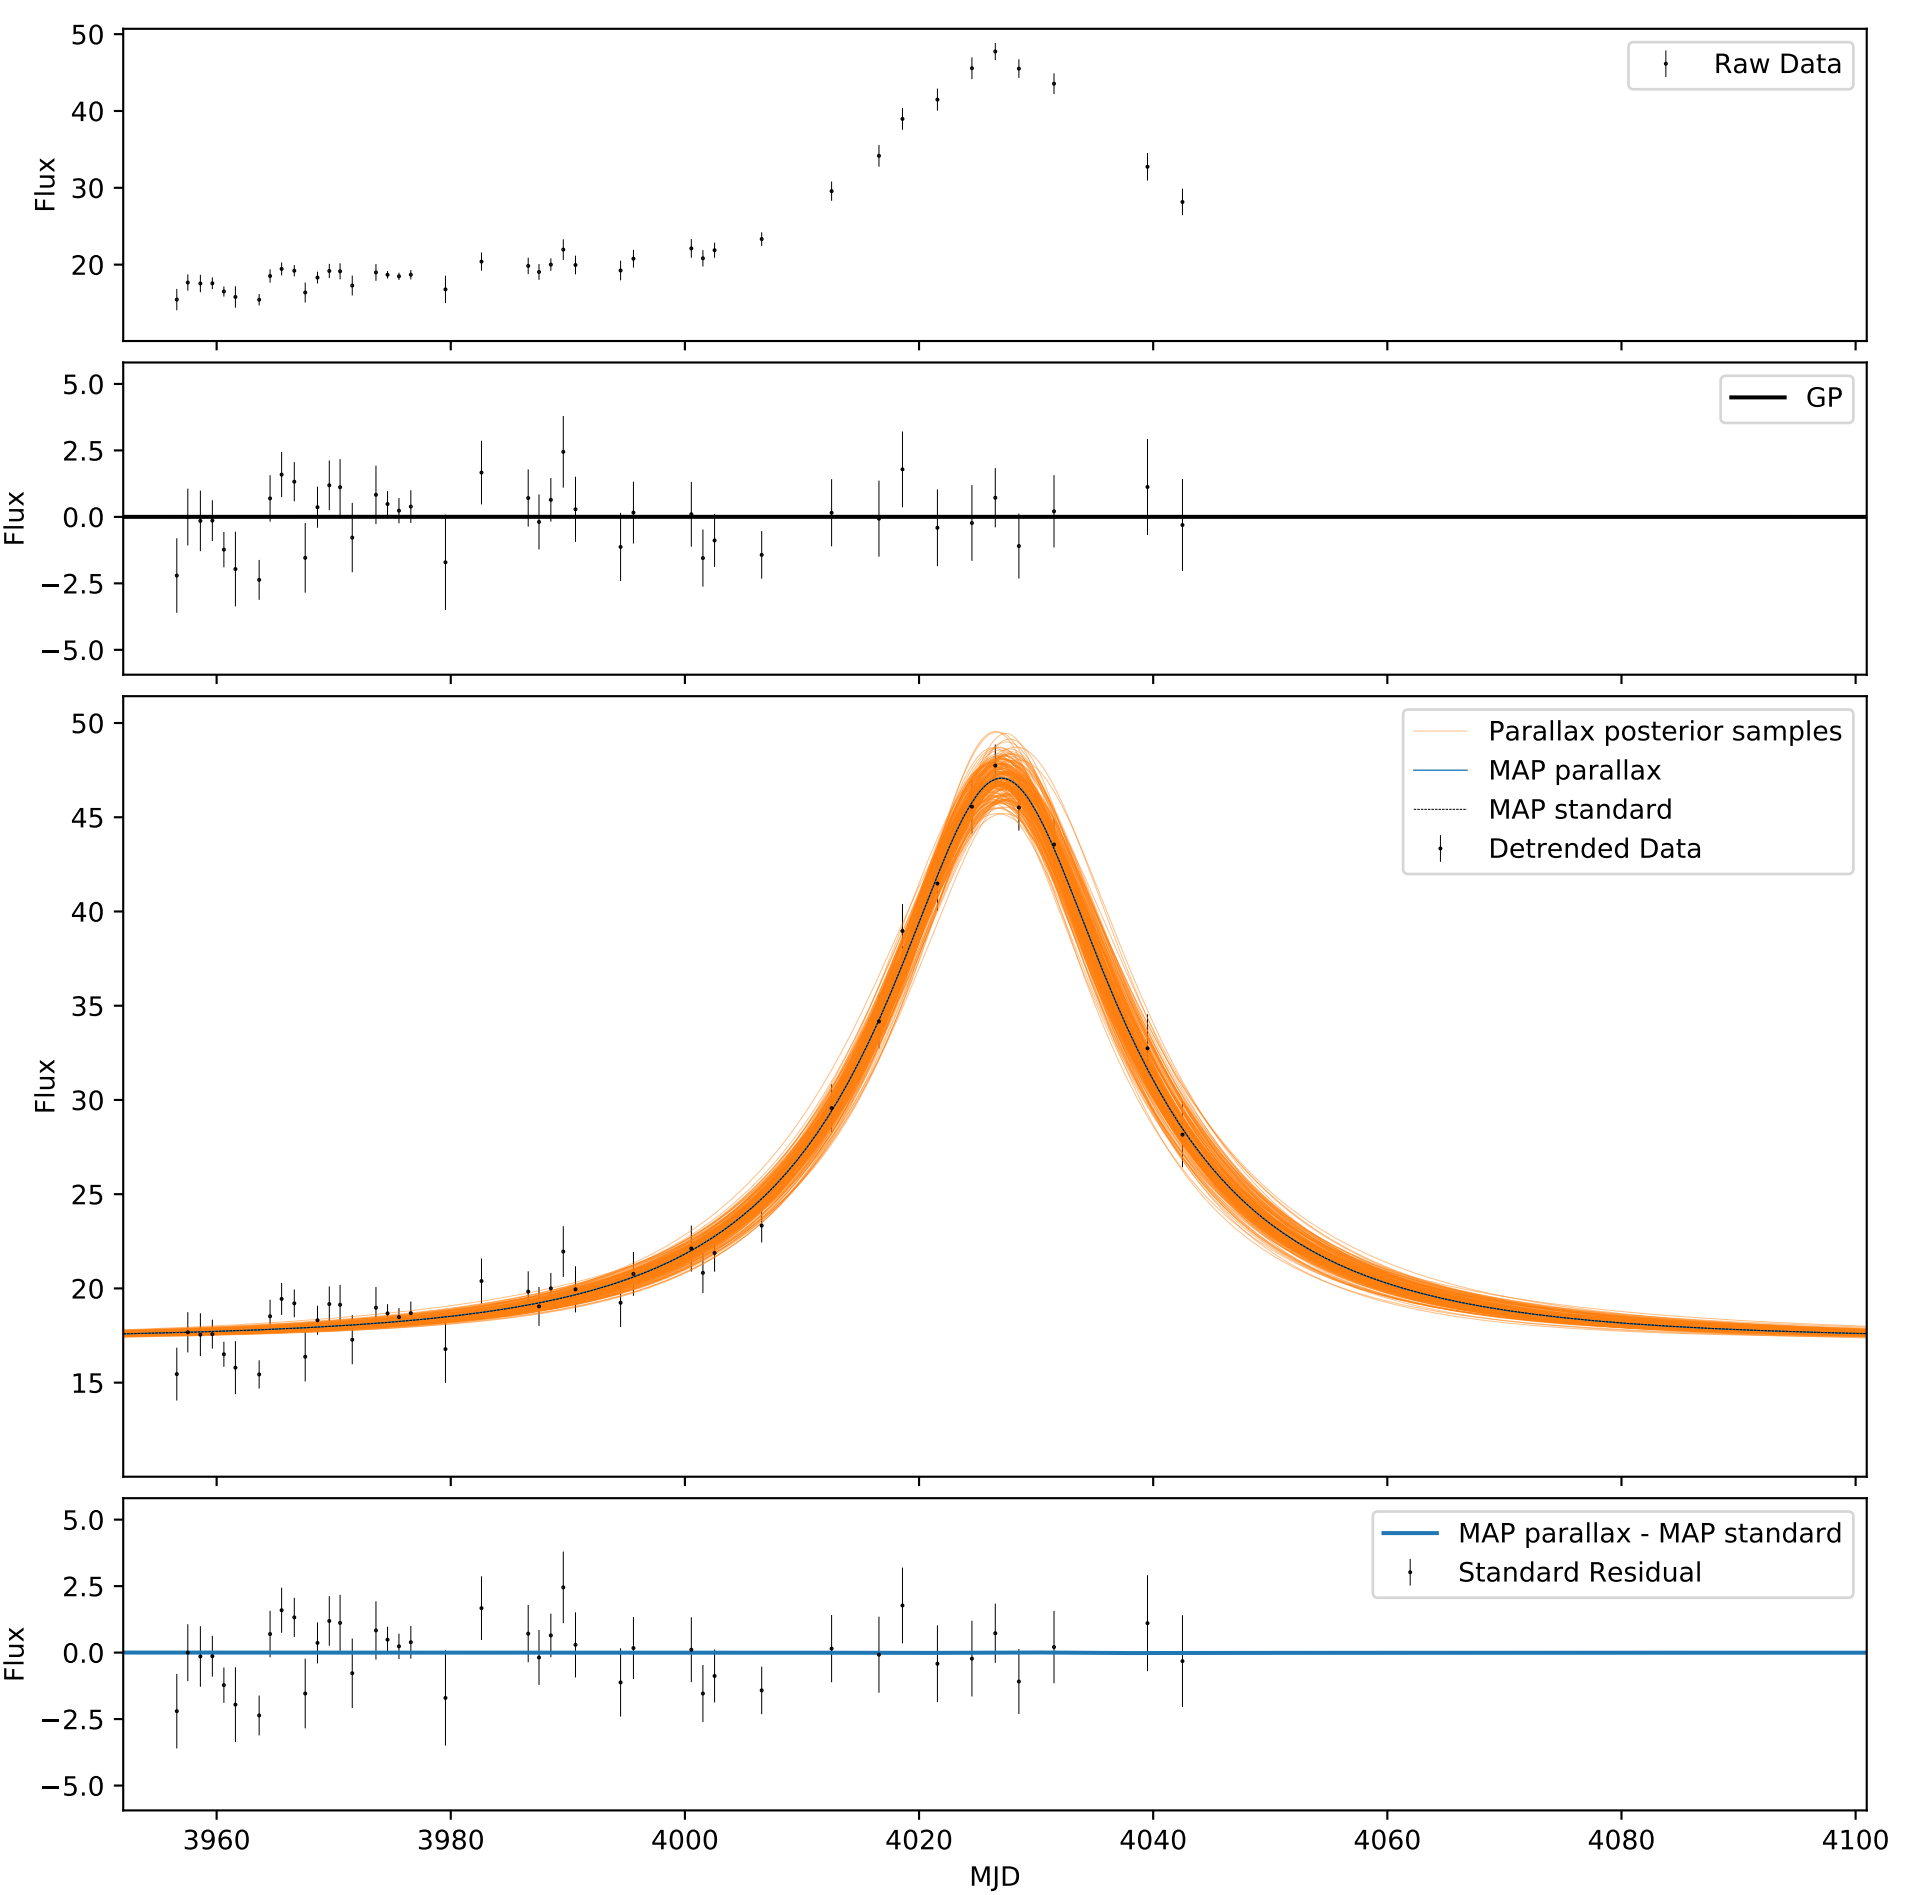 50
40
30
20
Flux
Raw Data
5.0
2.5
0.0
−2.5
−5.0
Flux
GP
50
45
40
35
30
25
20
15
Flux
Parallax posterior samples
MAP parallax
MAP standard
Detrended Data
5.0
2.5
0.0
−2.5
−5.0
Flux
MAP parallax - MAP standard
Standard Residual
3960 3980 4000 4020 4040 4060 4080 4100
MJD